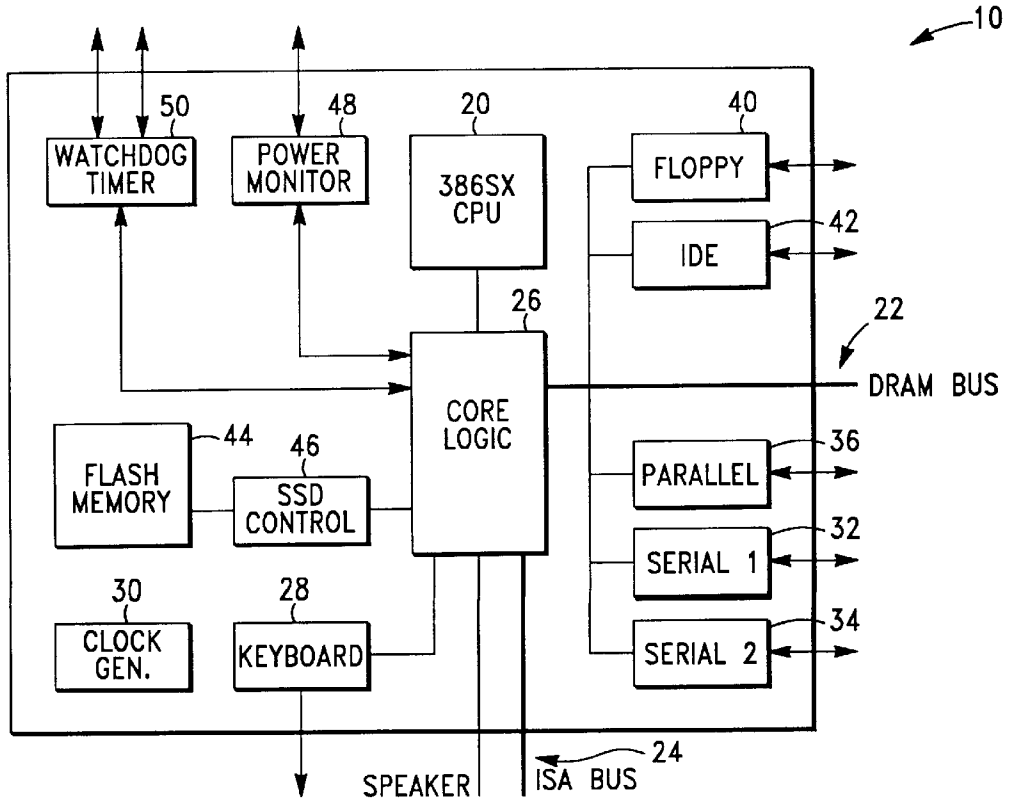 10
50
WATCHDOG
TIMER
48
POWER
MONITOR
20
386SX
CPU
40
FLOPPY
42
IDE
26
CORE
LOGIC
22
DRAM BUS
44
FLASH
MEMORY
46
SSD
CONTROL
36
PARALLEL
32
SERIAL 1
30
CLOCK
GEN.
28
KEYBOARD
34
SERIAL 2
24
SPEAKER
ISA BUS